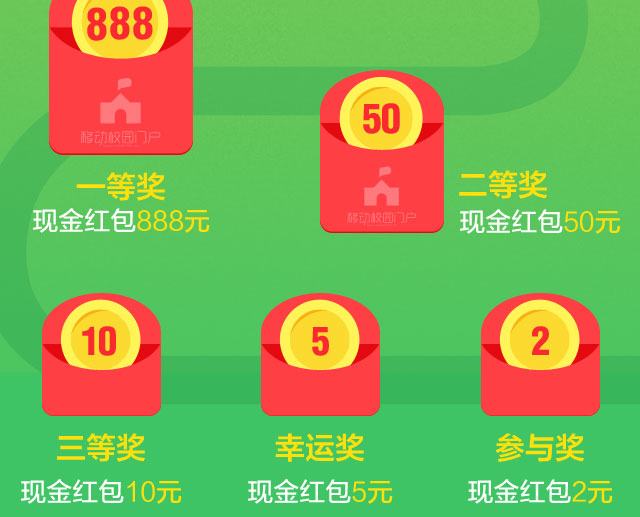 888
移动校园门户
一等奖
现金红包888元
50
移动校园门户
二等奖
现金红包50元
10
三等奖
现金红包10元
5
幸运奖
现金红包5元
2
参与奖
现金红包2元